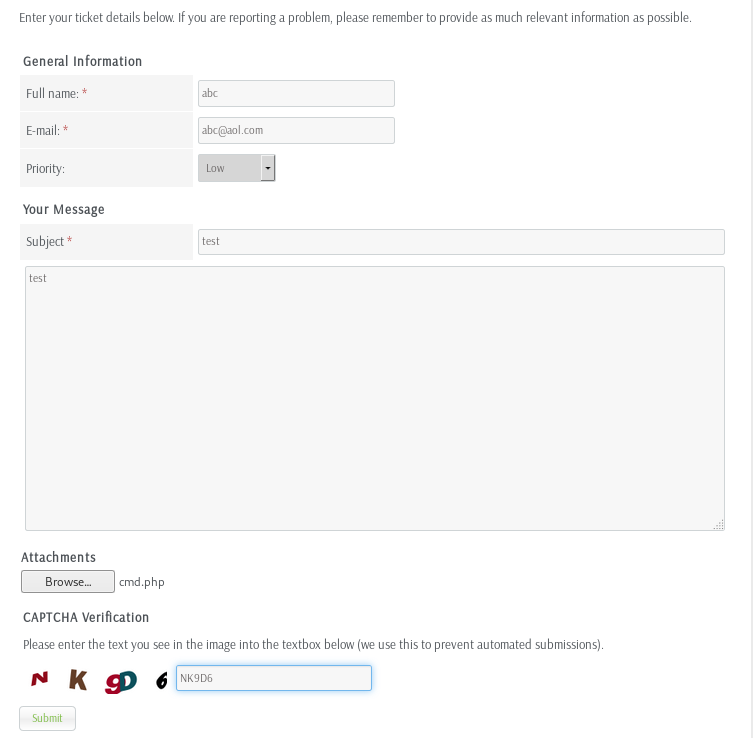 Enter your ticket details below. If you are reporting a problem, please remember to provide as much relevant information as possible.
General Information
Full name: * abc
E-mail: * abc@aol.com
Priority: Low
Your Message
Subject * test
test
Attachments
Browse... cmd.php
CAPTCHA Verification
Please enter the text you see in the image into the textbox below (we use this to prevent automated submissions).
N K 9D 6 NK9D6
Submit